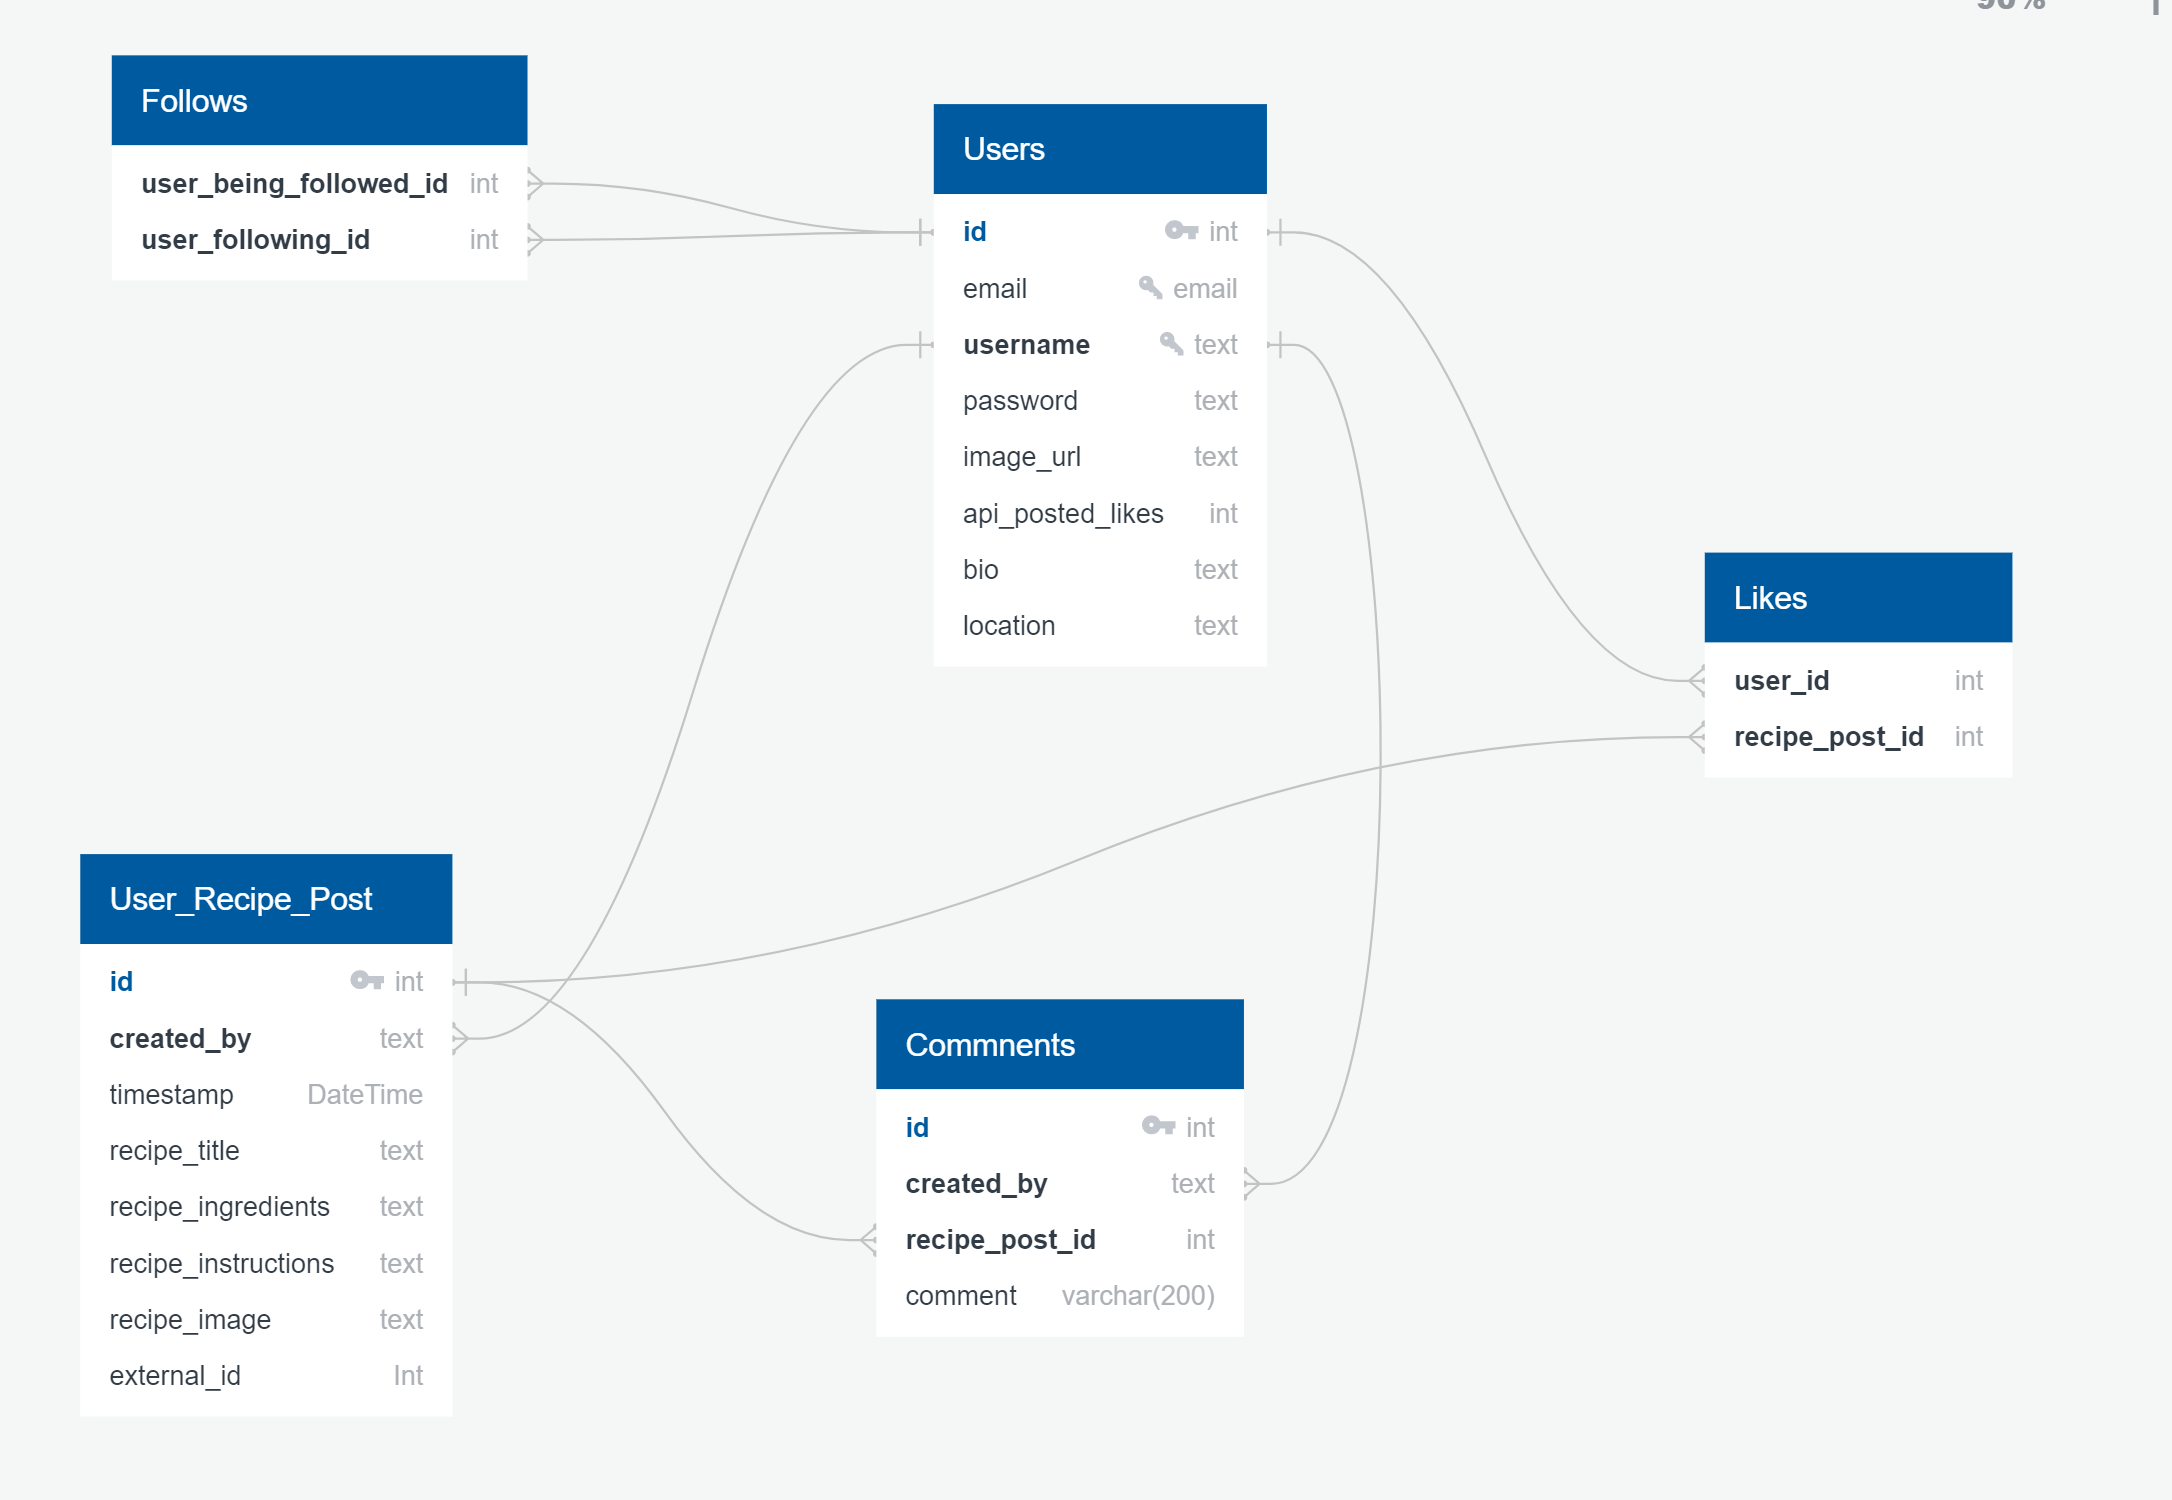 Follows
user_being_followed_id int
user_following_id int
Users
id int
email email
username text
password text
image_url text
api_posted_likes int
bio text
location text
Likes
user_id int
recipe_post_id int
User_Recipe_Post
id int
created_by text
timestamp DateTime
recipe_title text
recipe_ingredients text
recipe_instructions text
recipe_image text
external_id Int
Commnents
id int
created_by text
recipe_post_id int
comment varchar(200)